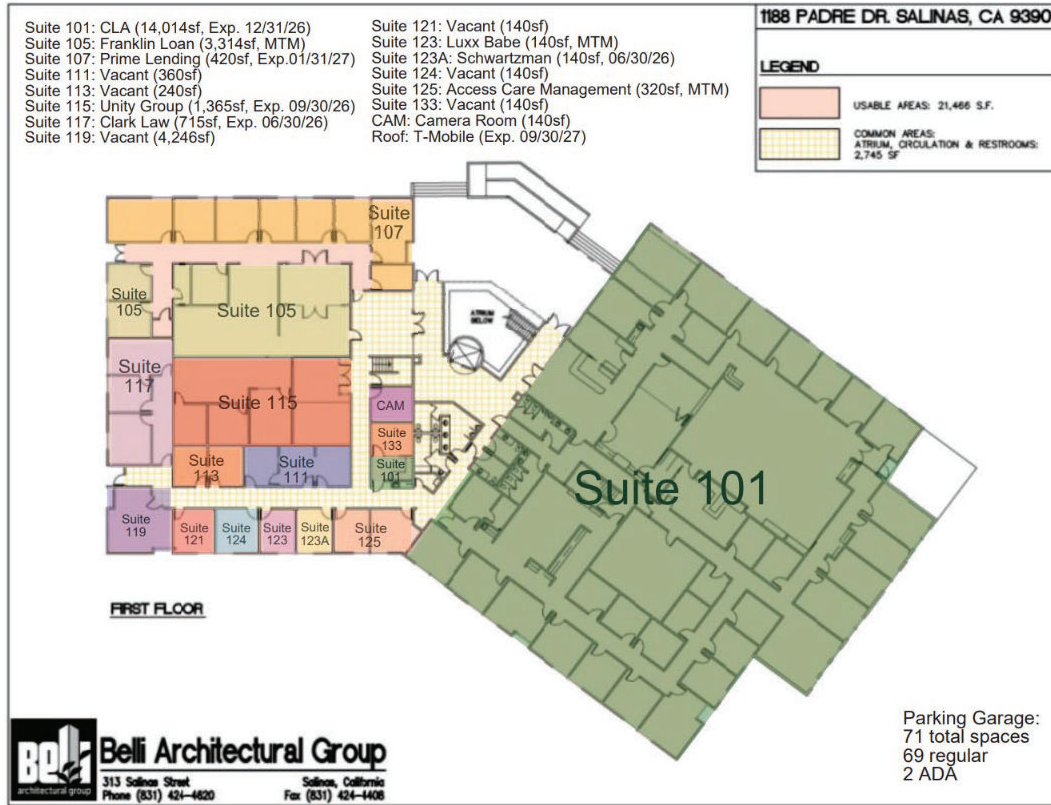 Suite 101: CLA (14,014sf, Exp. 12/31/26)
Suite 105: Franklin Loan (3,314sf, MTM)
Suite 107: Prime Lending (420sf, Exp.01/31/27)
Suite 111: Vacant (360sf)
Suite 113: Vacant (240sf)
Suite 115: Unity Group (1,365sf, Exp. 09/30/26)
Suite 117: Clark Law (715sf, Exp. 06/30/26)
Suite 119: Vacant (4,246sf)
Suite 121: Vacant (140sf)
Suite 123: Luxx Babe (140sf, MTM)
Suite 123A: Schwartzman (140sf, 06/30/26)
Suite 124: Vacant (140sf)
Suite 125: Access Care Management (320sf, MTM)
Suite 133: Vacant (140sf)
CAM: Camera Room (140sf)
Roof: T-Mobile (Exp. 09/30/27)
1188 PADRE DR. SALINAS, CA 9390
LEGEND
USABLE AREAS: 21,466 S.F.
COMMON AREAS:
ATRIUM, CIRCULATION & RESTROOMS:
2,745 SF
Suite
107
Suite
105
Suite 105
ATRIUM
BELOW
Suite
117
Suite 115
CAM
Suite
133
Suite
113
Suite
111
Suite
101
Suite 101
Suite
119
Suite
121
Suite
124
Suite
123
Suite
123A
Suite
125
FIRST FLOOR
Parking Garage:
71 total spaces
69 regular
2 ADA
Belli
architectural group
Belli Architectural Group
313 Salinas Street
Phone (831) 424-4620
Salinas, California
Fax (831) 424-4408